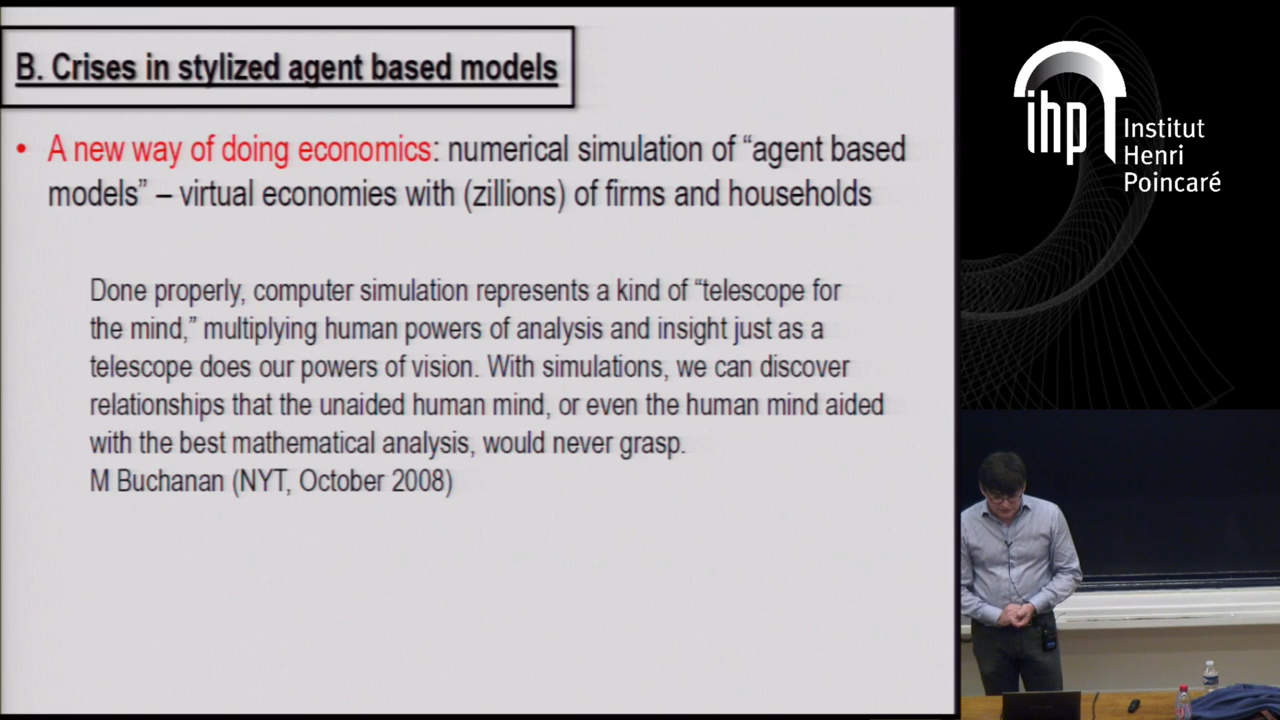 B. Crises in stylized agent based models
• A new way of doing economics: numerical simulation of “agent based
models” – virtual economies with (zillions) of firms and households
Done properly, computer simulation represents a kind of “telescope for
the mind,” multiplying human powers of analysis and insight just as a
telescope does our powers of vision. With simulations, we can discover
relationships that the unaided human mind, or even the human mind aided
with the best mathematical analysis, would never grasp.
M Buchanan (NYT, October 2008)
ihp
Institut
Henri
Poincaré